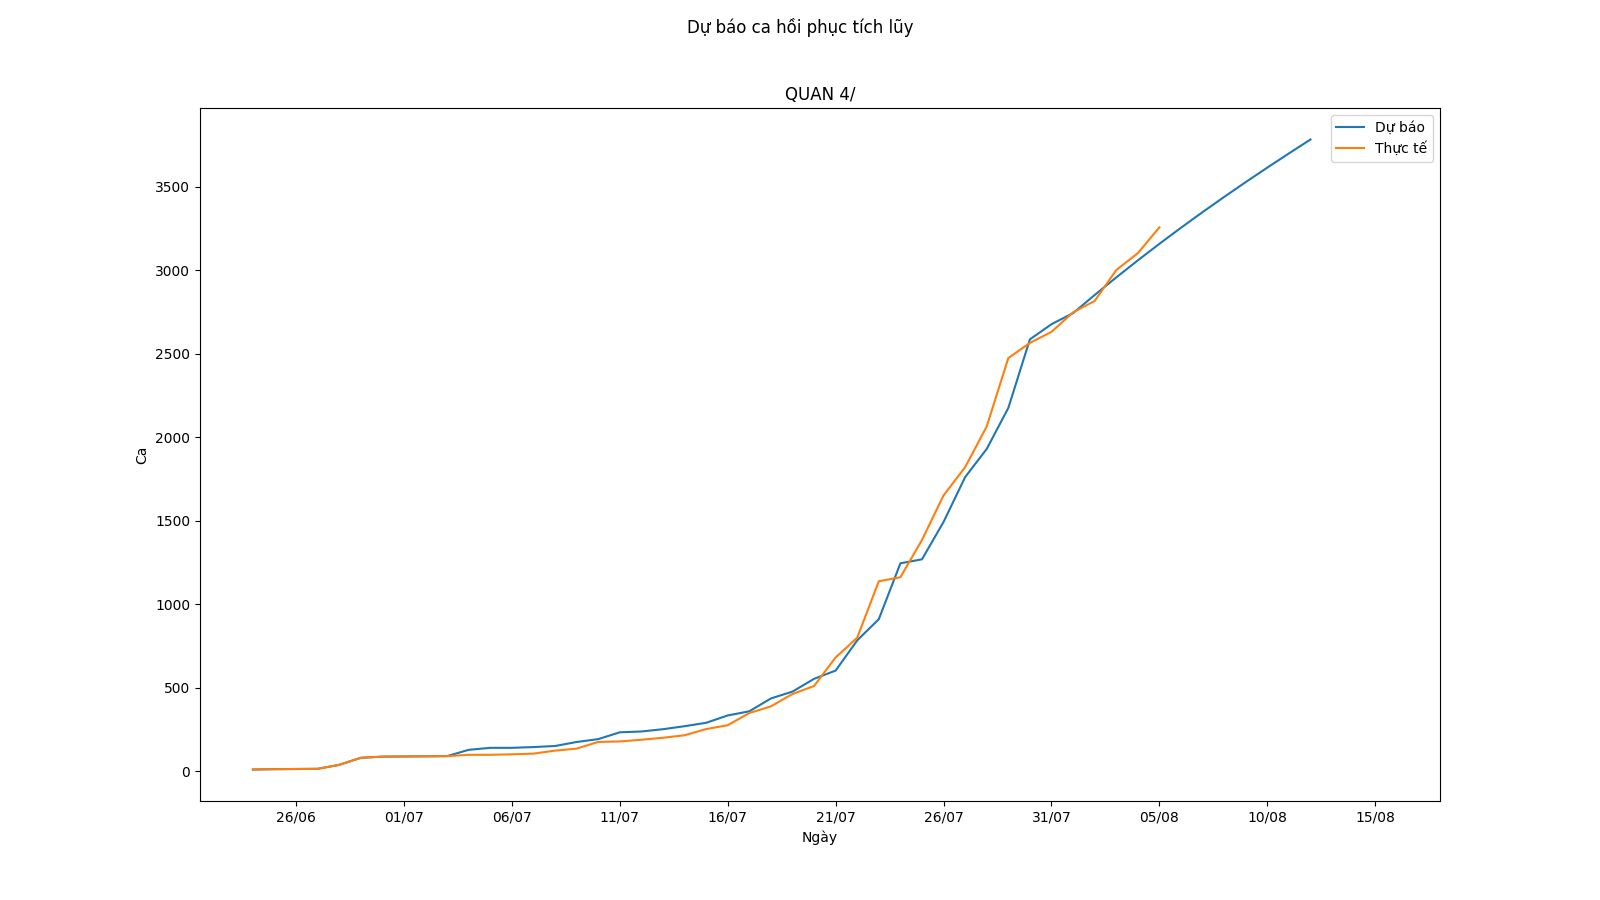 Dự báo ca hồi phục tích lũy
QUAN 4/
Dự báo
Thực tế
3500
3000
2500
2000
1500
1000
500
0
Ca
26/06 01/07 06/07 11/07 16/07 21/07 26/07 31/07 05/08 10/08 15/08
Ngày